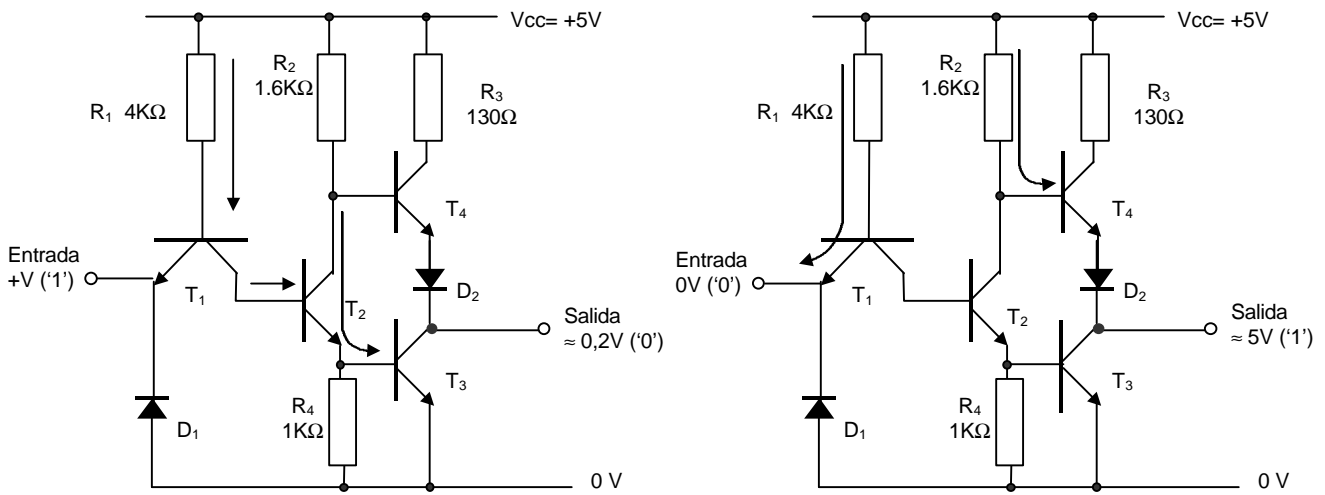 Vcc= +5V
R₂
1.6KΩ
R₃
130Ω
R₁ 4KΩ
T₄
Entrada
+V (‘1’)
T₁
D₂
T₂
Salida
≈ 0,2V (‘0’)
T₃
R₄
1KΩ
D₁
0 V
Vcc= +5V
R₂
1.6KΩ
R₃
130Ω
R₁ 4KΩ
T₄
Entrada
0V (‘0’)
T₁
D₂
T₂
Salida
≈ 5V (‘1’)
T₃
R₄
1KΩ
D₁
0 V